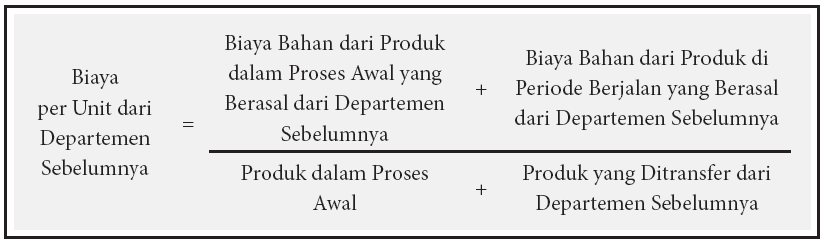 Biaya
per Unit dari
Departemen
Sebelumnya
=
Biaya Bahan dari Produk
dalam Proses Awal yang
Berasal dari Departemen
Sebelumnya
+
Biaya Bahan dari Produk di
Periode Berjalan yang Berasal
dari Departemen Sebelumnya
Produk dalam Proses
Awal
+
Produk yang Ditransfer dari
Departemen Sebelumnya